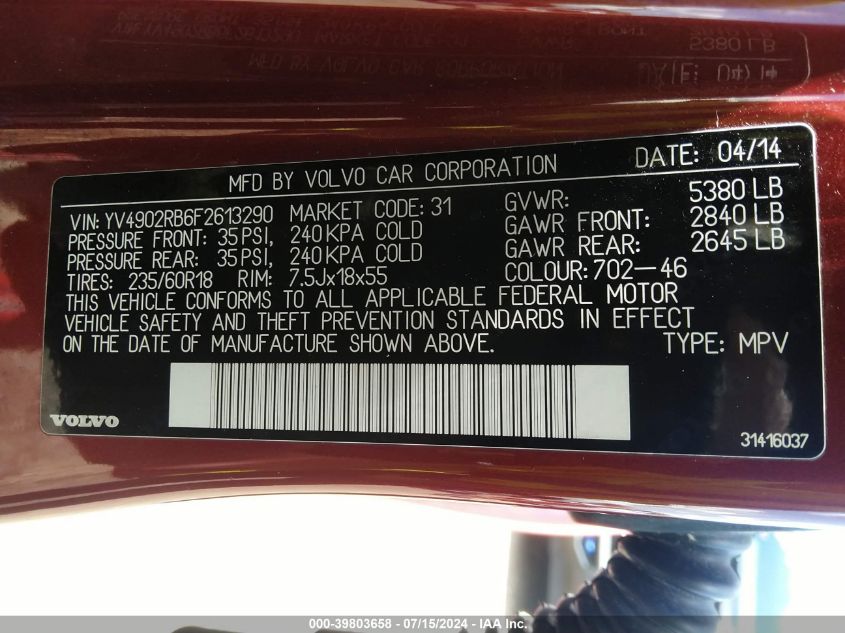 MFD BY VOLVO CAR CORPORATION DATE: 04/14
VIN: YV4902RB6F2613290 MARKET CODE: 31 GVWR: 5380 LB
PRESSURE FRONT: 35 PSI, 240 KPA COLD GAWR FRONT: 2840 LB
PRESSURE REAR: 35 PSI, 240 KPA COLD GAWR REAR: 2645 LB
TIRES: 235/60R18 RIM: 7.5Jx18x55 COLOUR: 702-46
THIS VEHICLE CONFORMS TO ALL APPLICABLE FEDERAL MOTOR
VEHICLE SAFETY AND THEFT PREVENTION STANDARDS IN EFFECT
ON THE DATE OF MANUFACTURE SHOWN ABOVE. TYPE: MPV
VOLVO
31416037
000-39803658 / 07/15/2024 - IAA Inc.